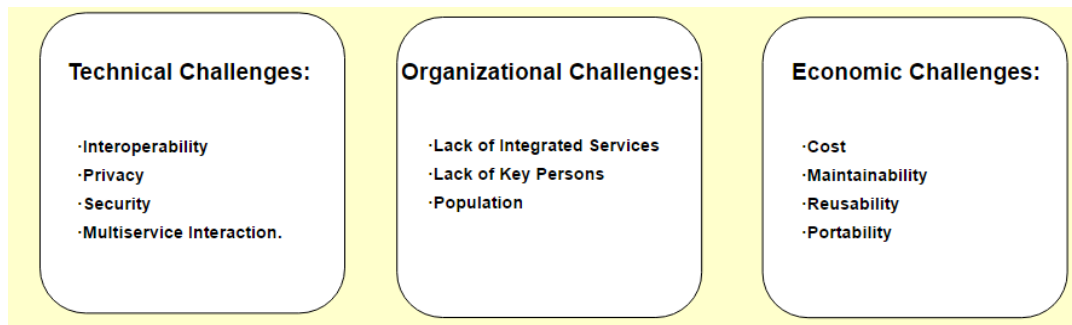 Technical Challenges:
·Interoperability
·Privacy
·Security
·Multiservice Interaction.
Organizational Challenges:
·Lack of Integrated Services
·Lack of Key Persons
·Population
Economic Challenges:
·Cost
·Maintainability
·Reusability
·Portability